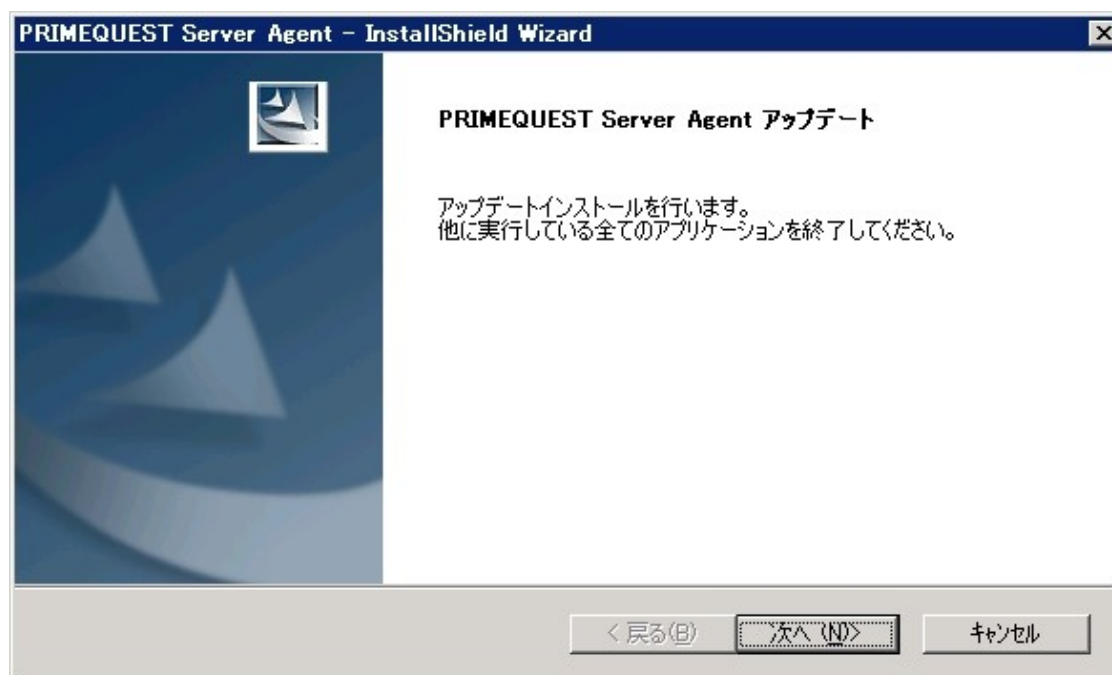 PRIMEQUEST Server Agent - InstallShield Wizard
PRIMEQUEST Server Agent アップデート
アップデートインストールを行います。
他に実行している全てのアプリケーションを終了してください。
< 戻る(B)
次へ (N)>
キャンセル